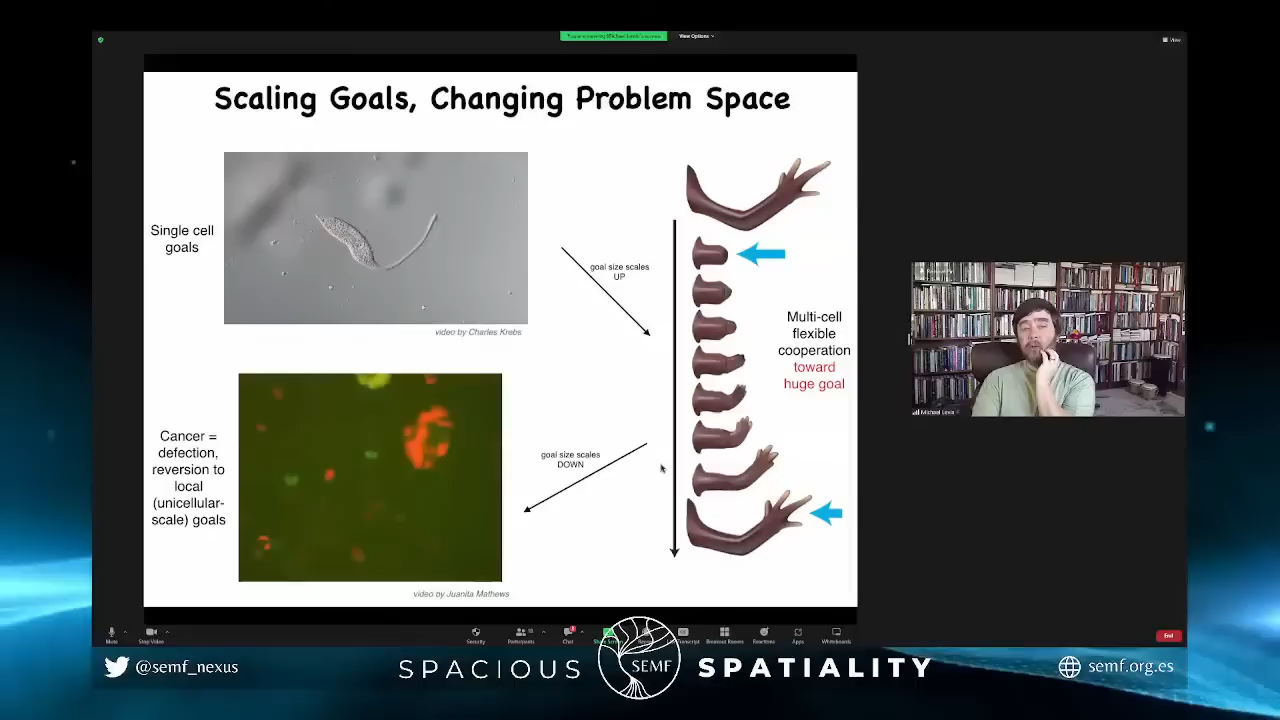 View Options
View
Scaling Goals, Changing Problem Space
Single cell
goals
video by Charles Krebs
goal size scales
UP
Multi-cell
flexible
cooperation
toward
huge goal
Cancer =
defection,
reversion to
local
(unicellular-
scale) goals
goal size scales
DOWN
video by Juanita Mathews
Michael Levin
Mute
Stop Video
Security
Participants
Chat
Share Screen
Breakout Rooms
Reactions
Apps
Whiteboards
End
@semf_nexus
SPACIOUS
SEMF
SPATIALITY
semf.org.es